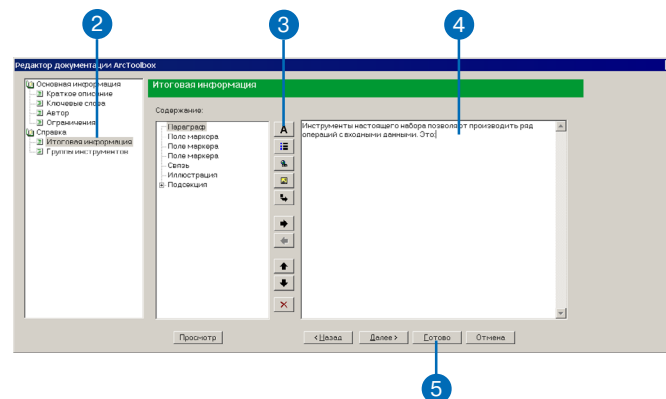 2
3
4
Редактор документации ArcToolbox
Основная информация
Краткое описание
Ключевые слова
Автор
Ограничения
Справка
Итоговая информация
Группы инструментов
Итоговая информация
Содержание:
Параграф
Поле маркера
Поле маркера
Поле маркера
Связь
Иллюстрация
Подсекция
A
Инструменты настоящего набора позволяют производить ряд
операций с входными данными. Это:
Просмотр
<Назад
Далее>
Готово
Отмена
5